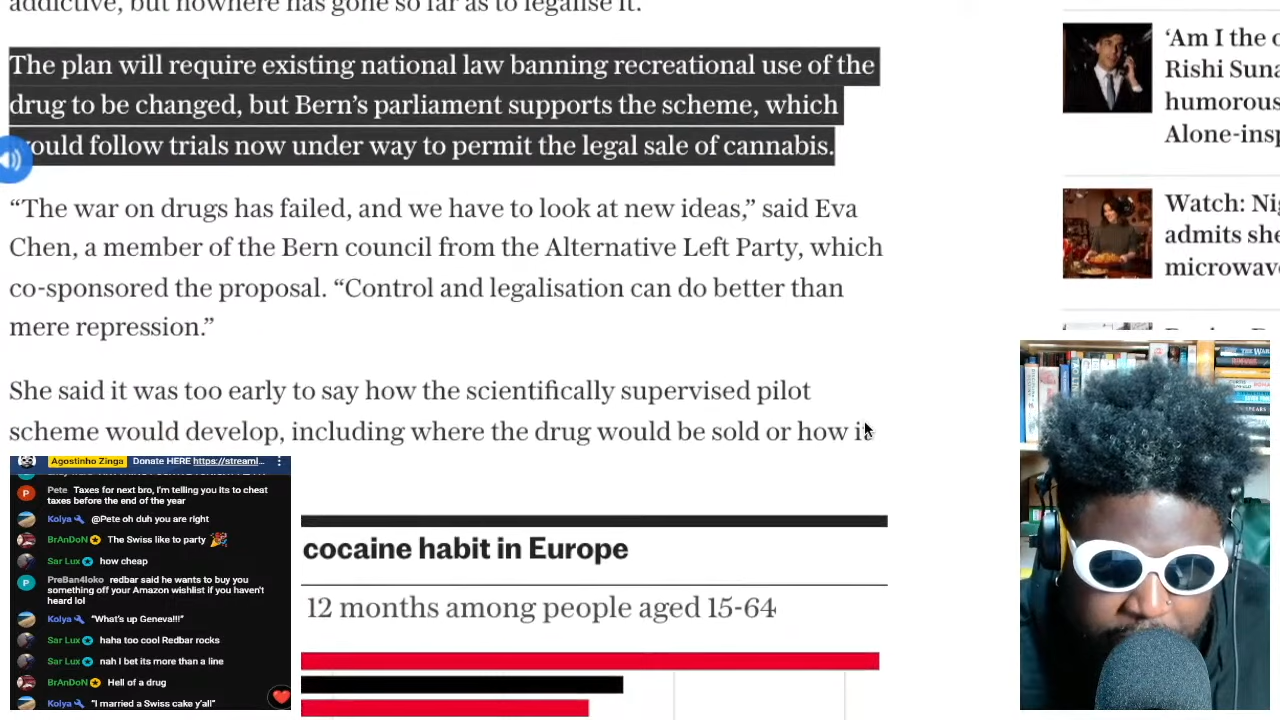 addictive, but nowhere has gone so far as to legalise it.
The plan will require existing national law banning recreational use of the
drug to be changed, but Bern’s parliament supports the scheme, which
would follow trials now under way to permit the legal sale of cannabis.
“The war on drugs has failed, and we have to look at new ideas,” said Eva
Chen, a member of the Bern council from the Alternative Left Party, which
co-sponsored the proposal. “Control and legalisation can do better than
mere repression.”
She said it was too early to say how the scientifically supervised pilot
scheme would develop, including where the drug would be sold or how it
cocaine habit in Europe
12 months among people aged 15-64
‘Am I the
Rishi Suna
humorous
Alone-insp
Watch: Nig
admits she
microwave
Agostinho Zinga Donate HERE https://streaml...
Pete Taxes for next bro, I'm telling you its to cheat
taxes before the end of the year
Kolya @Pete oh duh you are right
BrAnDoN The Swiss like to party 🎉
Sar Lux how cheap
PreBan4loko redbar said he wants to buy you
something off your Amazon wishlist if you haven't
heard lol
Kolya "What's up Geneva!!!"
Sar Lux haha too cool Redbar rocks
Sar Lux nah I bet its more than a line
BrAnDoN Hell of a drug
Kolya "I married a Swiss cake y'all"